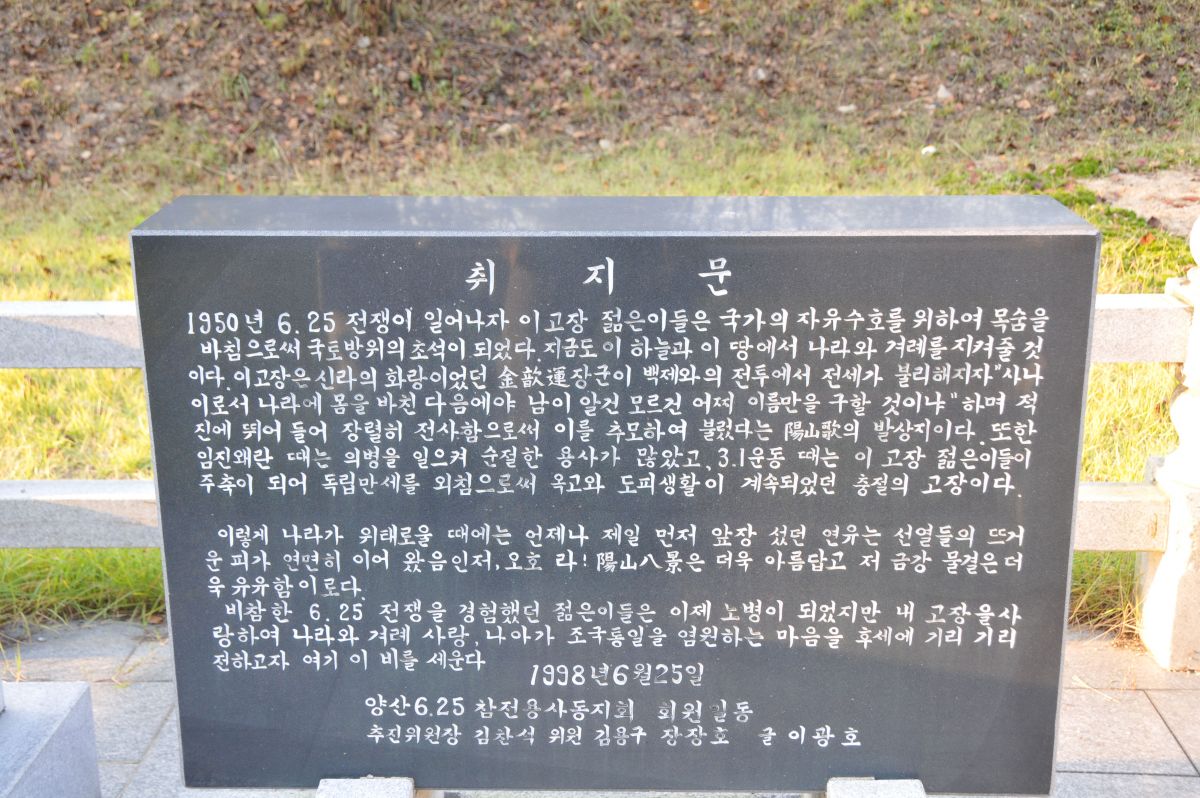 취 지 문
1950년 6.25 전쟁이 일어나자 이고장 젊은이들은 국가의 자유수호를 위하여 목숨을
바침으로써 국토방위의 초석이 되었다. 지금도 이 하늘과 이 땅에서 나라와 겨레를 지켜줄 것
이다. 이고장은 신라의 화랑이었던 金歆運장군이 백제와의 전투에서 전세가 불리해지자 "사나
이로서 나라에 몸을 바친 다음에야 남이 알건 모르건 어찌 이름만을 구할 것이냐" 하며 적
진에 뛰어 들어 장렬히 전사함으로써 이를 추모하여 불렀다는 陽山歌의 발상지이다. 또한
임진왜란 때는 의병을 일으켜 순절한 용사가 많았고, 3.1운동 때는 이 고장 젊은이들이
주축이 되어 독립만세를 외침으로써 옥고와 도피생활이 계속되었던 충절의 고장이다.
이렇게 나라가 위태로울 때에는 언제나 제일 먼저 앞장 섰던 연유는 선열들의 뜨거
운 피가 연면히 이어 왔음인저, 오호 라! 陽山八景은 더욱 아름답고 저 금강 물결은 더
욱 유유함이로다.
비참한 6.25 전쟁을 경험했던 젊은이들은 이제 노병이 되었지만 내 고장을 사
랑하여 나라와 겨레 사랑, 나아가 조국통일을 염원하는 마음을 후세에 기리 기리
전하고자 여기 이 비를 세운다
1998년 6월 25일
양산6.25 참전용사동지회 회원일동
추진위원장 김찬석 위원 김용구 장장호 글 이광호